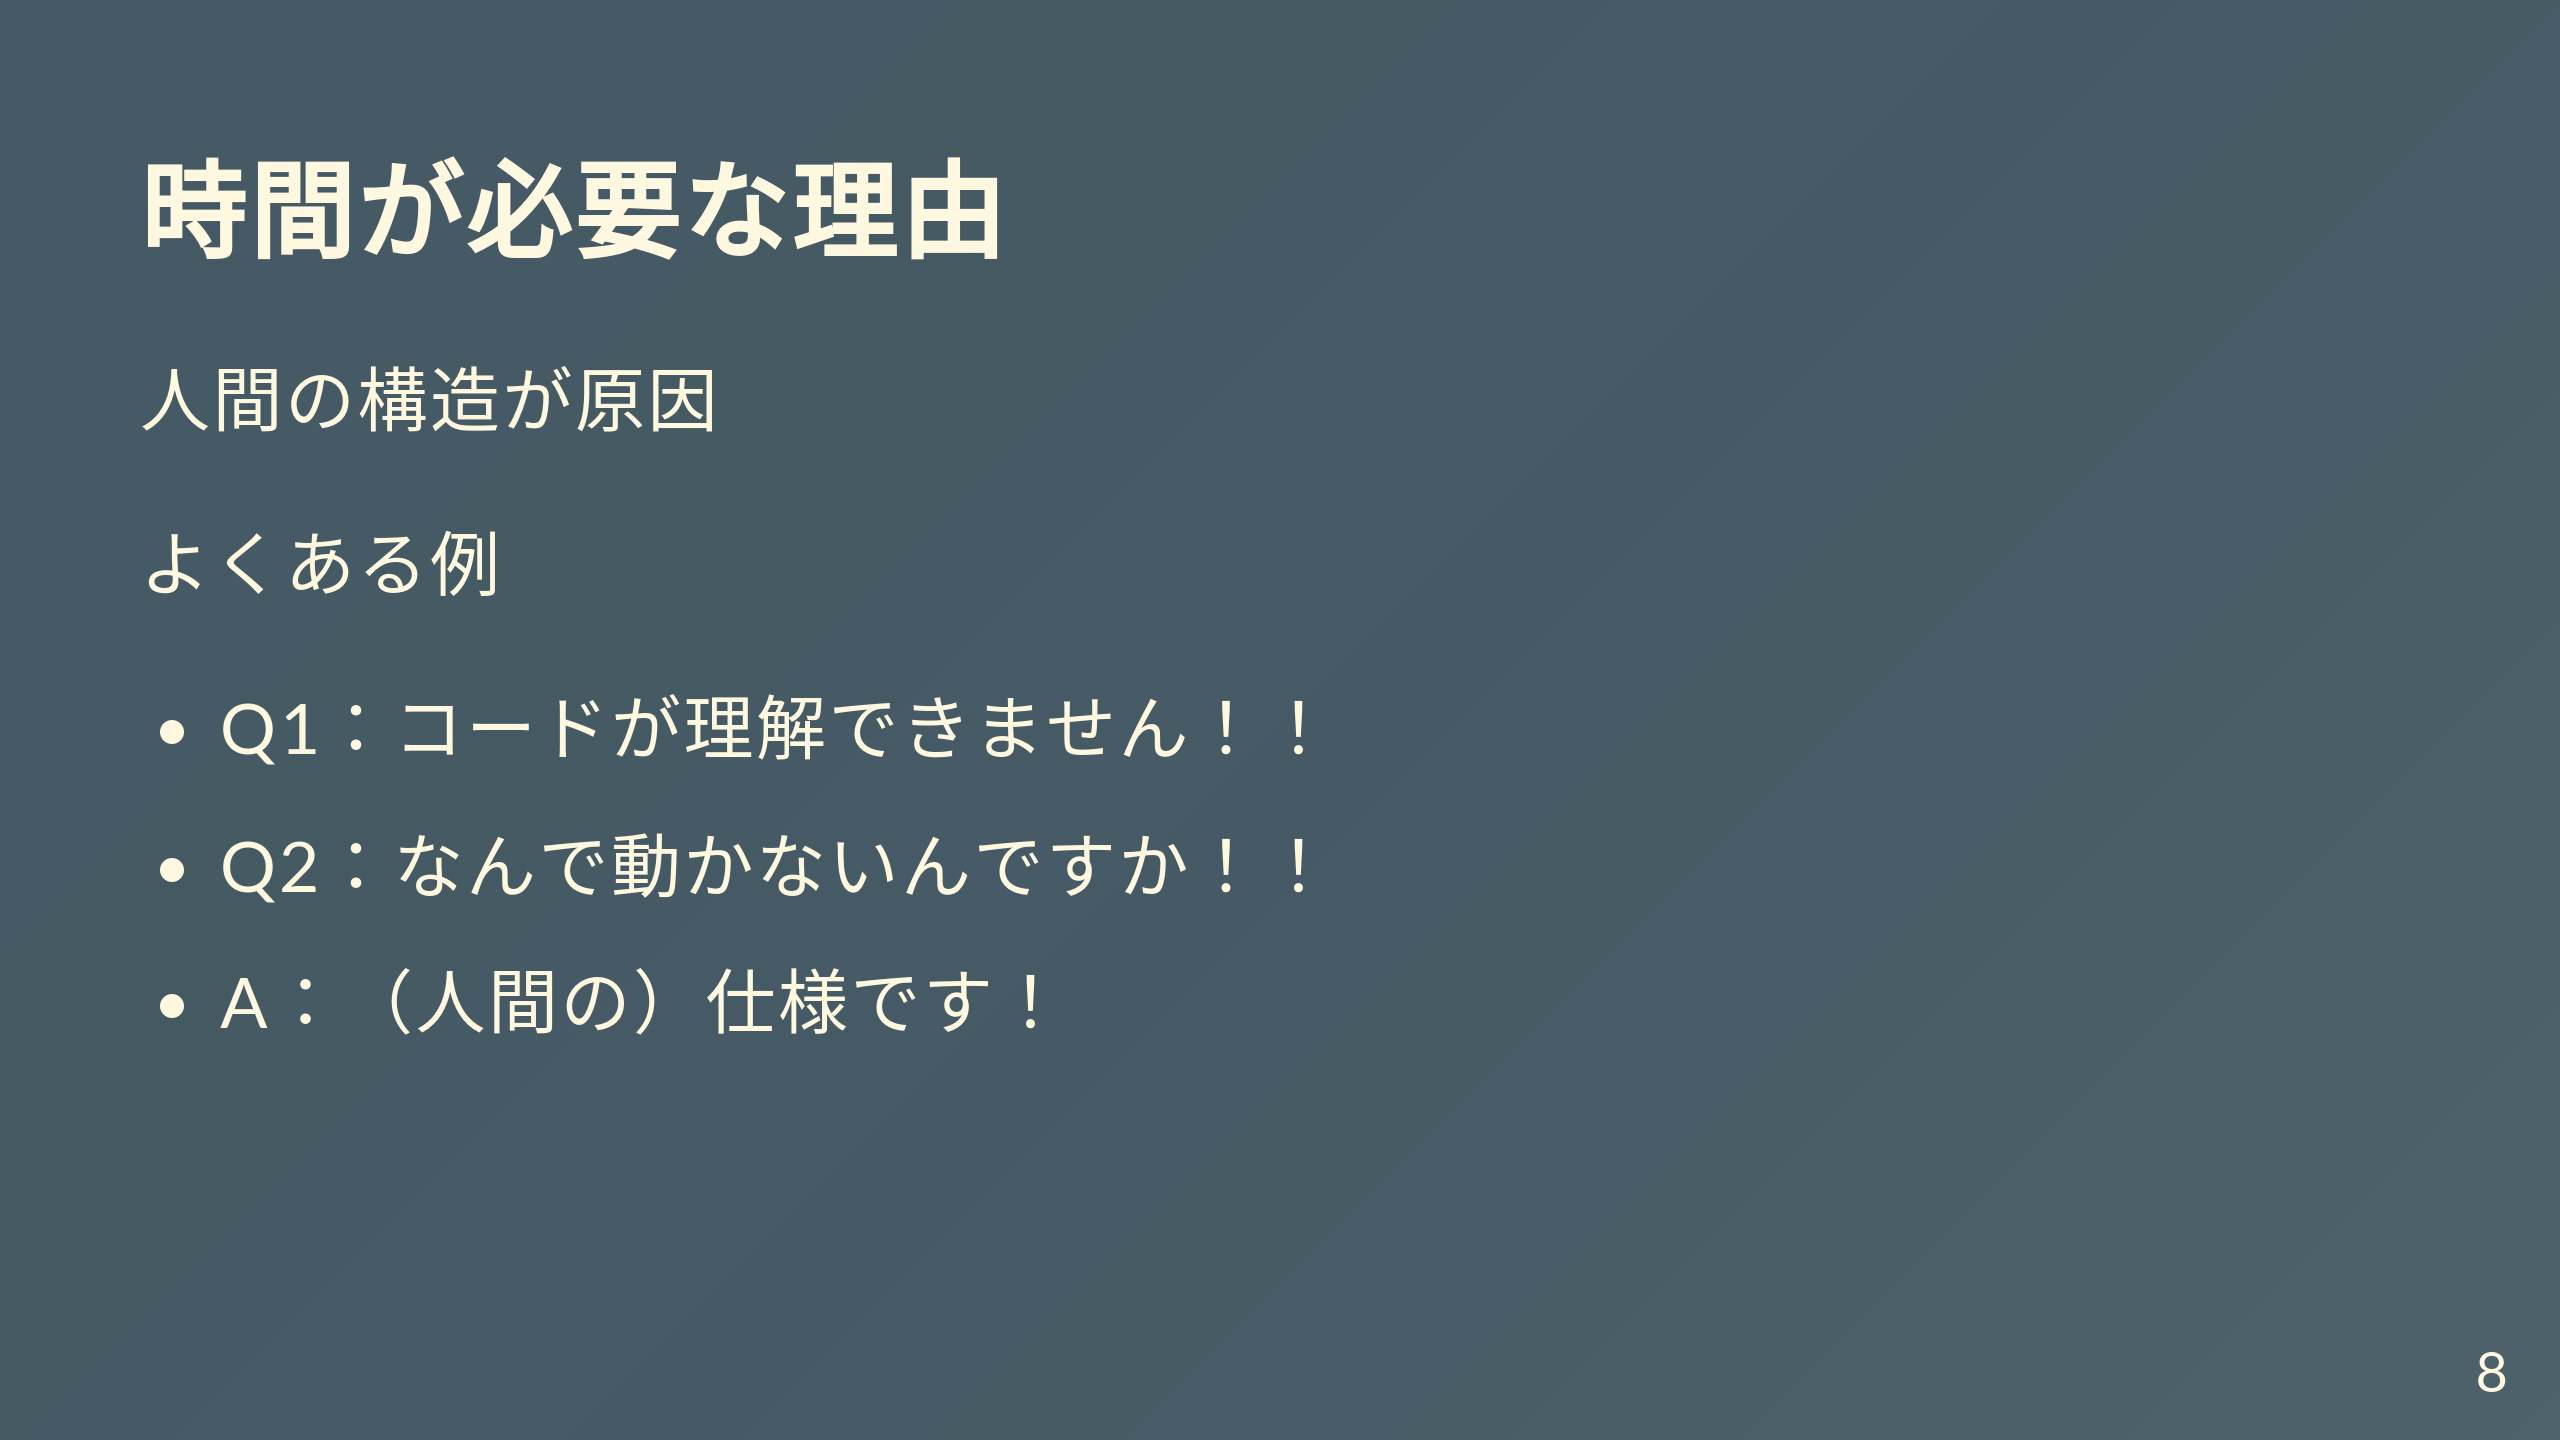 時間が必要な理由
人間の構造が原因
よくある例
• Q1：コードが理解できません！！
• Q2：なんで動かないんですか！！
• A：（人間の）仕様です！
8